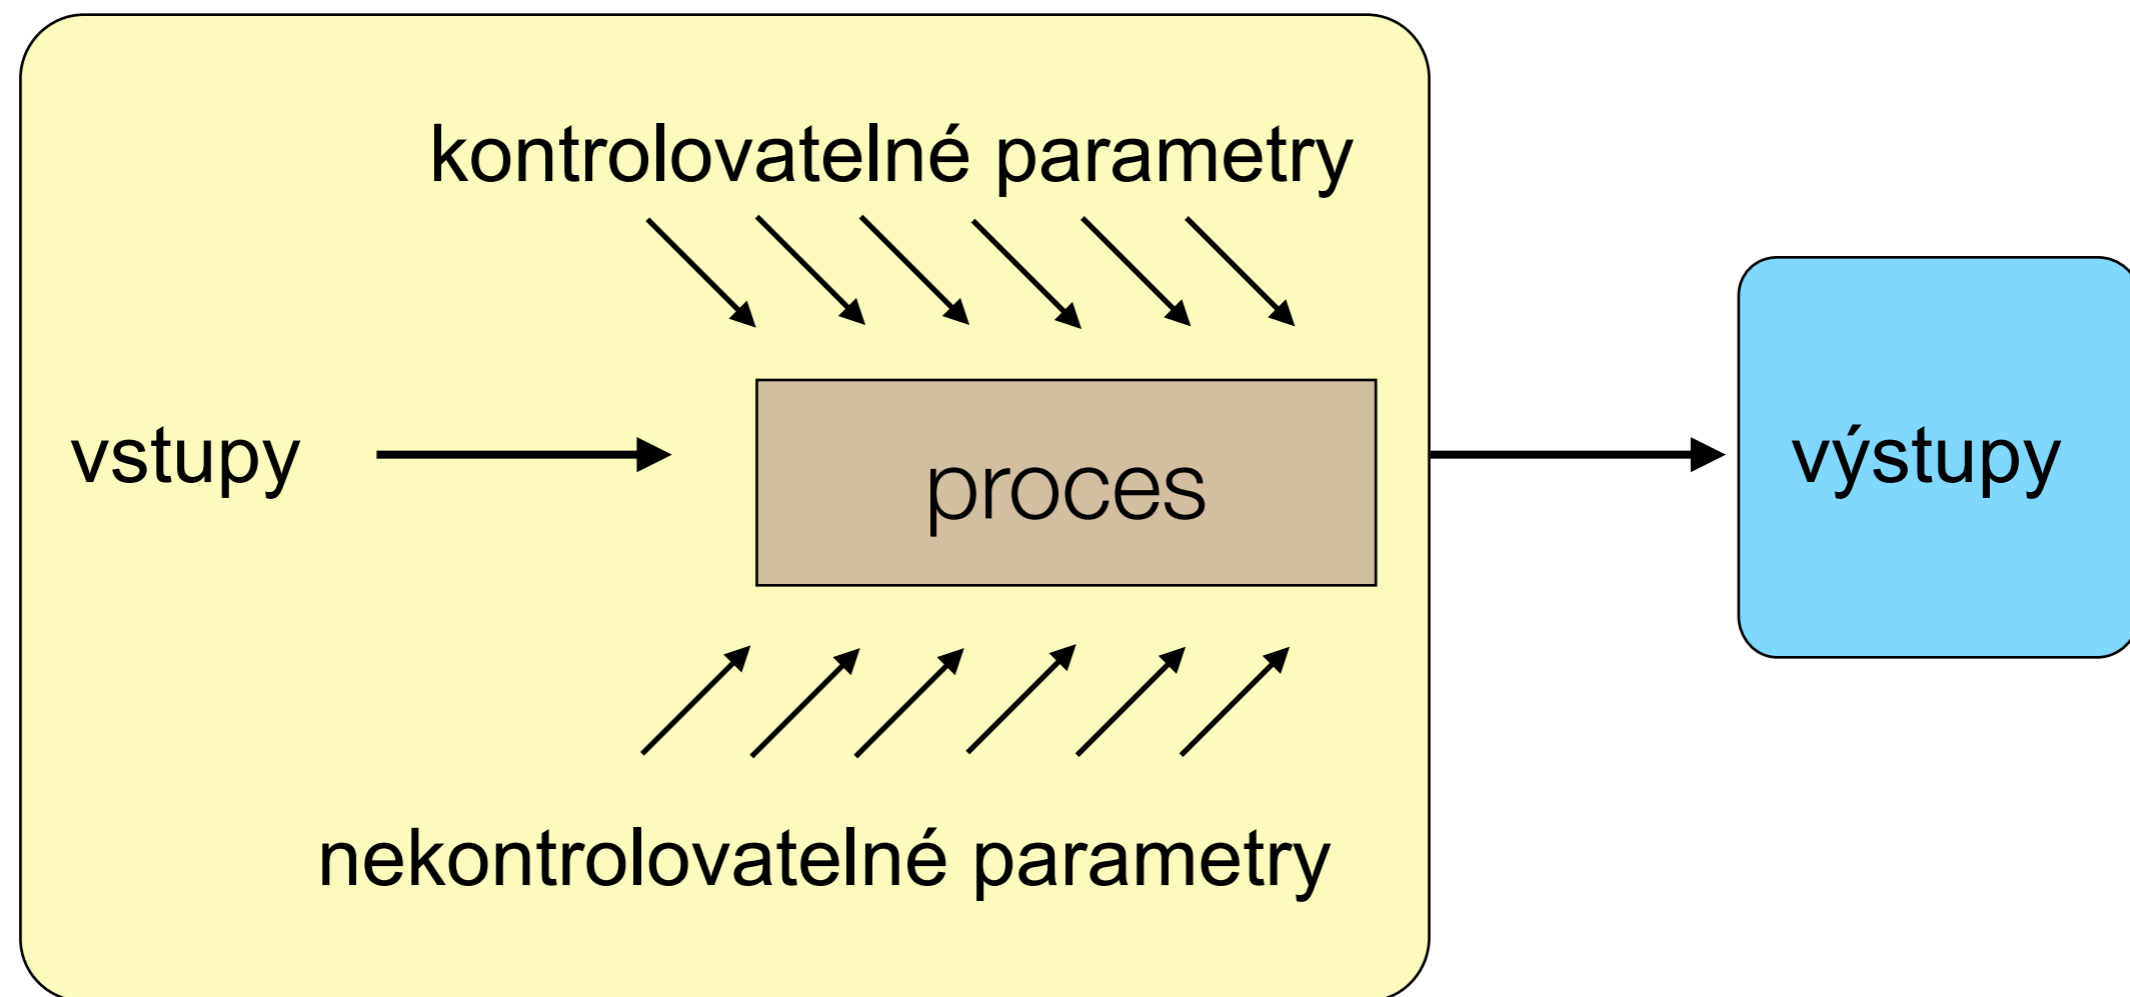 kontrolovatelné parametry
vstupy
proces
výstupy
nekontrolovatelné parametry